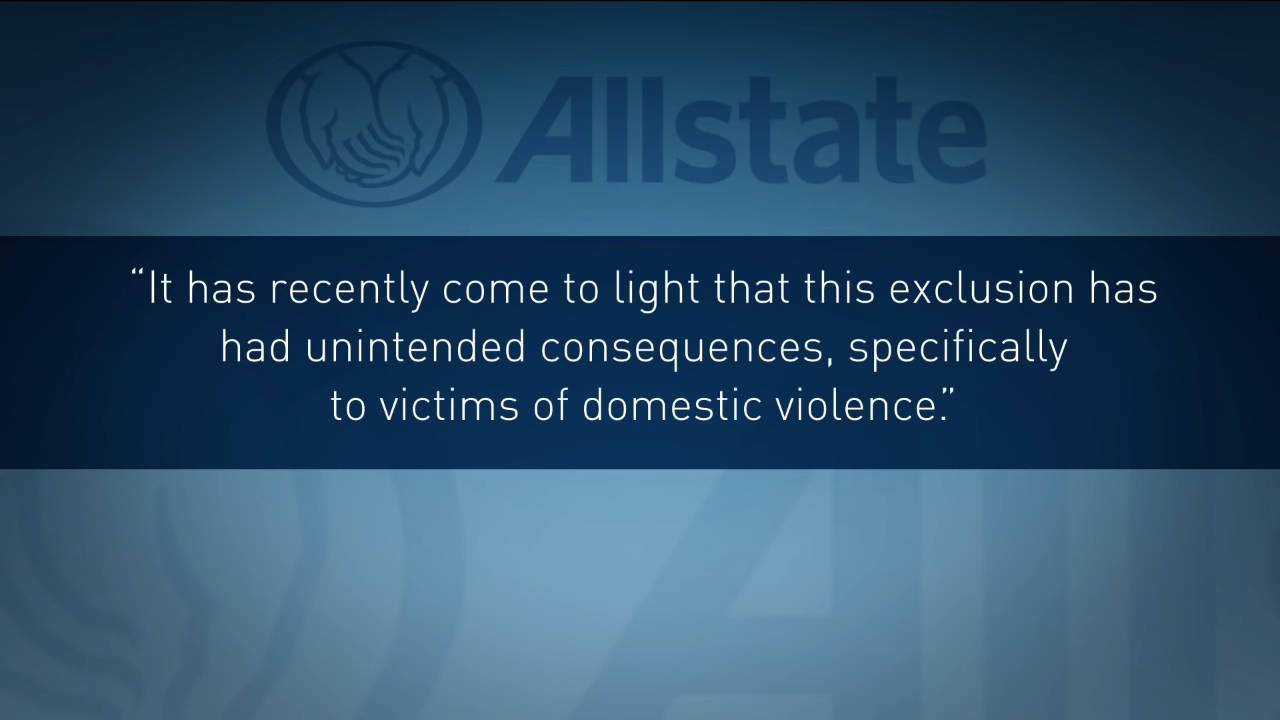 Allstate
“It has recently come to light that this exclusion has
had unintended consequences, specifically
to victims of domestic violence.”